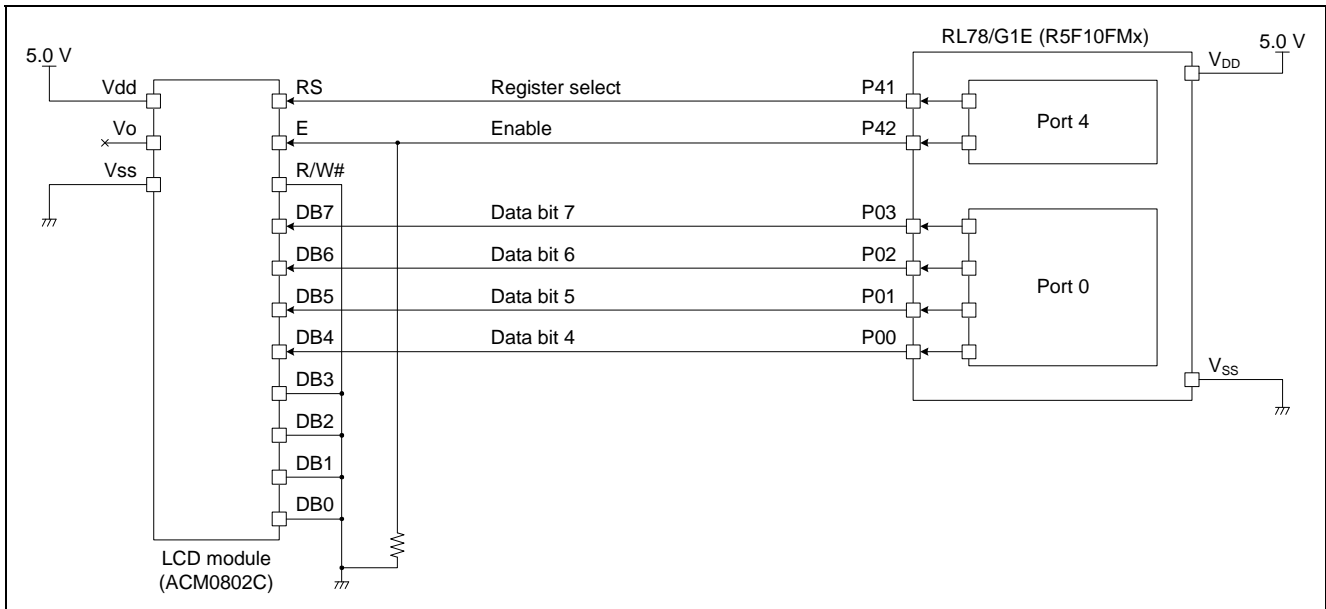 RL78/G1E (R5F10FMx)
5.0 V
5.0 V
VDD
Vdd
RS
Register select
P41
Port 4
Vo
E
Enable
P42
Vss
R/W#
DB7
Data bit 7
P03
DB6
Data bit 6
P02
Port 0
DB5
Data bit 5
P01
DB4
Data bit 4
P00
VSS
DB3
DB2
DB1
DB0
LCD module
(ACM0802C)